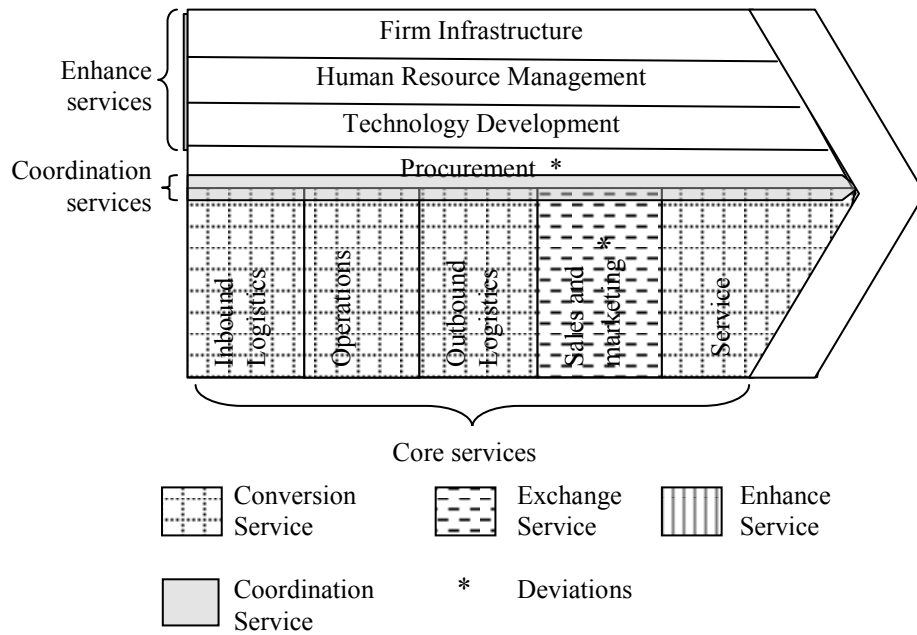 Firm Infrastructure
Enhance
services
Human Resource Management
Technology Development
Coordination
services
Procurement *
Inbound
Logistics
Operations
Outbound
Logistics
Sales and
marketing *
Service
Core services
Conversion
Service
Exchange
Service
Enhance
Service
Coordination
Service
* Deviations